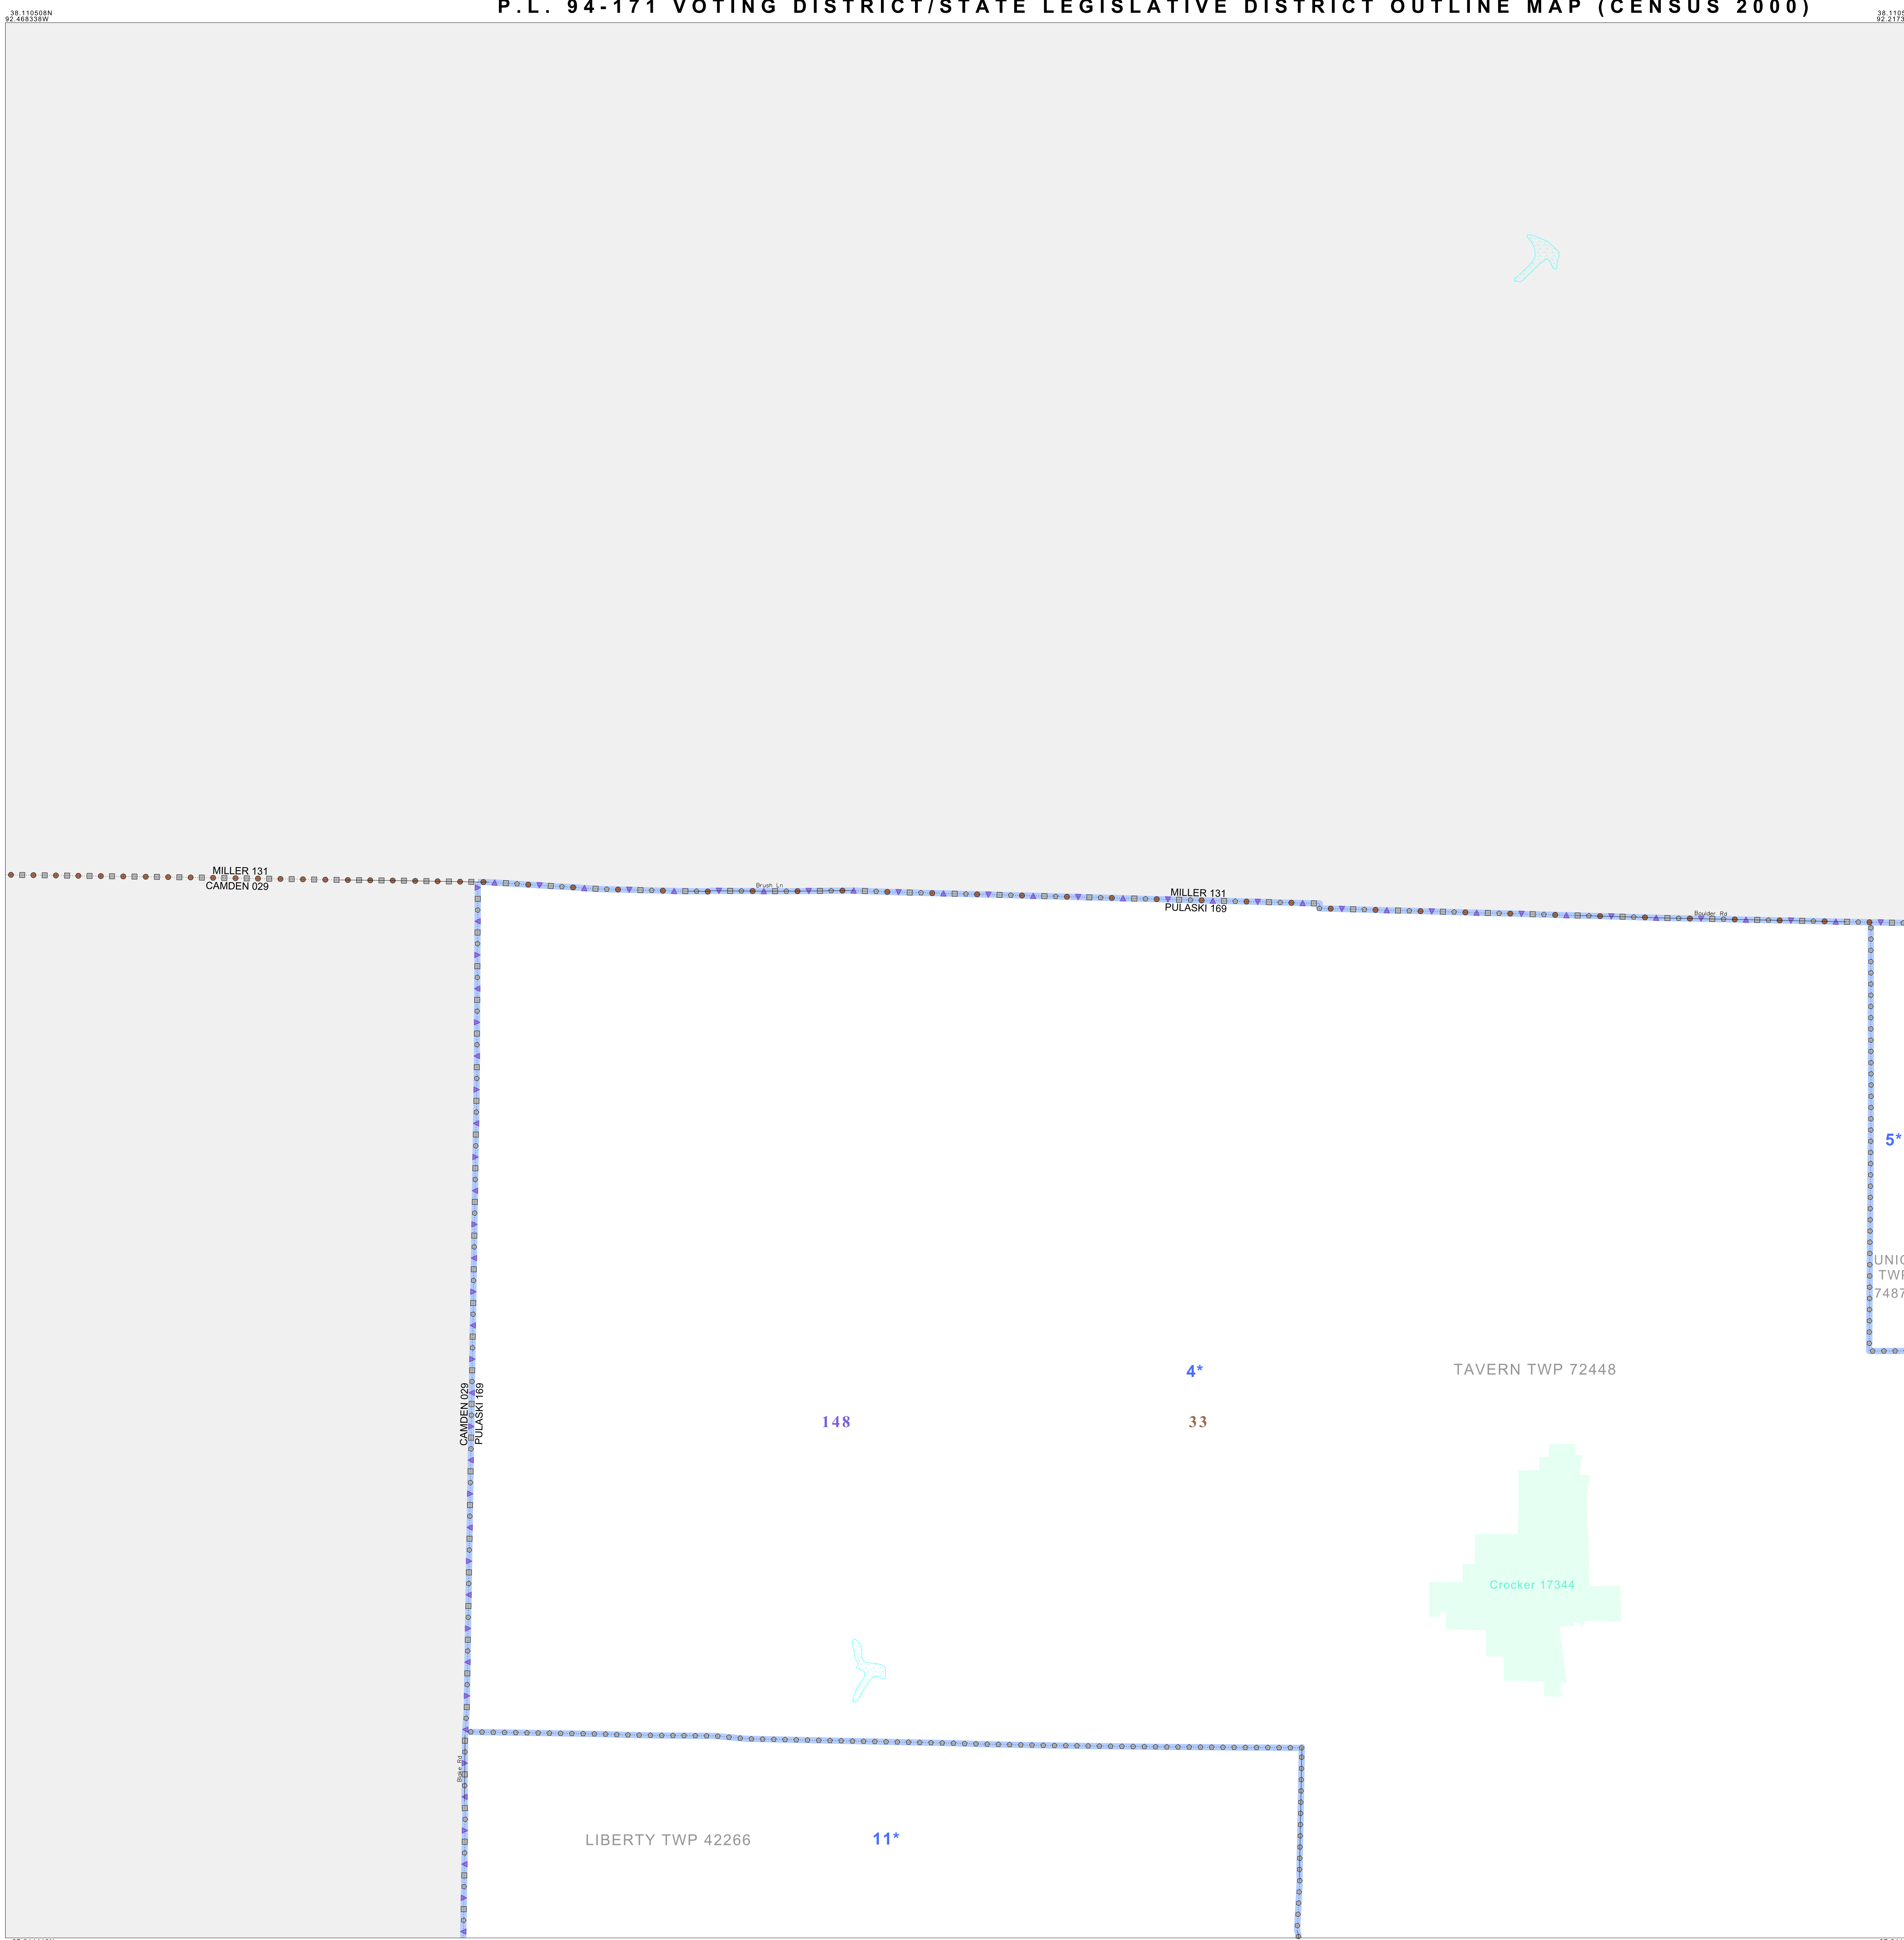 P.L. 94-171 VOTING DISTRICT/STATE LEGISLATIVE DISTRICT OUTLINE MAP (CENSUS 2000)
38.110508N
92.468338W
MILLER 131
CAMDEN 029
Brush Ln
MILLER 131
PULASKI 169
Boulder Rd
5*
4*
TAVERN TWP 72448
CAMDEN 029
PULASKI 169
148
33
Crocker 17344
LIBERTY TWP 42266
11*